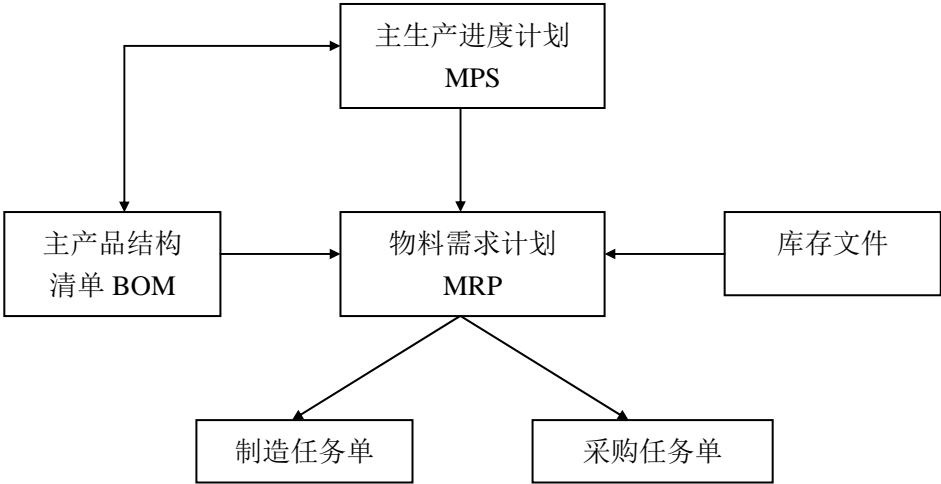 主生产进度计划
MPS
主产品结构
清单 BOM
物料需求计划
MRP
库存文件
制造任务单
采购任务单